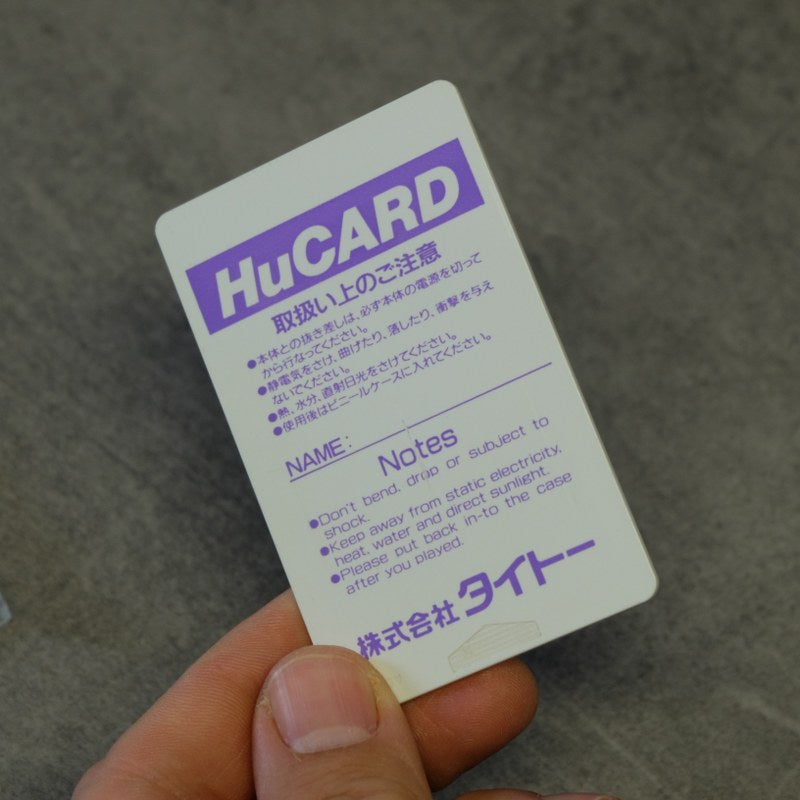 HuCARD
取扱い上のご注意
●本体との抜き差しは、必ず本体の電源を切って
から行なってください。
●静電気をさけ、曲げたり、落したり、衝撃を与え
ないでください。
●熱、水分、直射日光をさけてください。
●使用後はビニールケースに入れてください。
NAME:
Notes
●Don't bend, drop or subject to
shock.
●Keep away from static electricity,
heat, water and direct sunlight.
●Please put back in-to the case
after you played.
株式会社タイトー